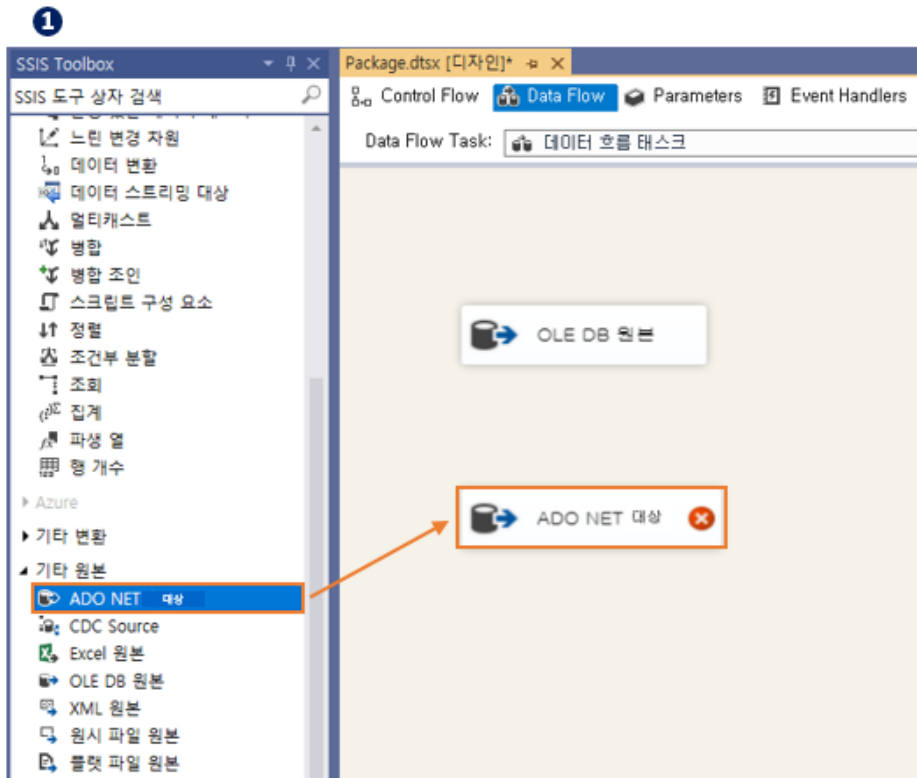 1
SSIS Toolbox
SSIS 도구 상자 검색
느린 변경 차원
데이터 변환
데이터 스트리밍 대상
멀티캐스트
병합
병합 조인
스크립트 구성 요소
정렬
조건부 분할
조회
집계
파생 열
행 개수
Azure
기타 변환
기타 원본
ADO NET 대상
CDC Source
Excel 원본
OLE DB 원본
XML 원본
원시 파일 원본
플랫 파일 원본
Package.dtsx [디자인]*
Control Flow Data Flow Parameters Event Handlers
Data Flow Task: 데이터 흐름 태스크
OLE DB 원본
ADO NET 대상